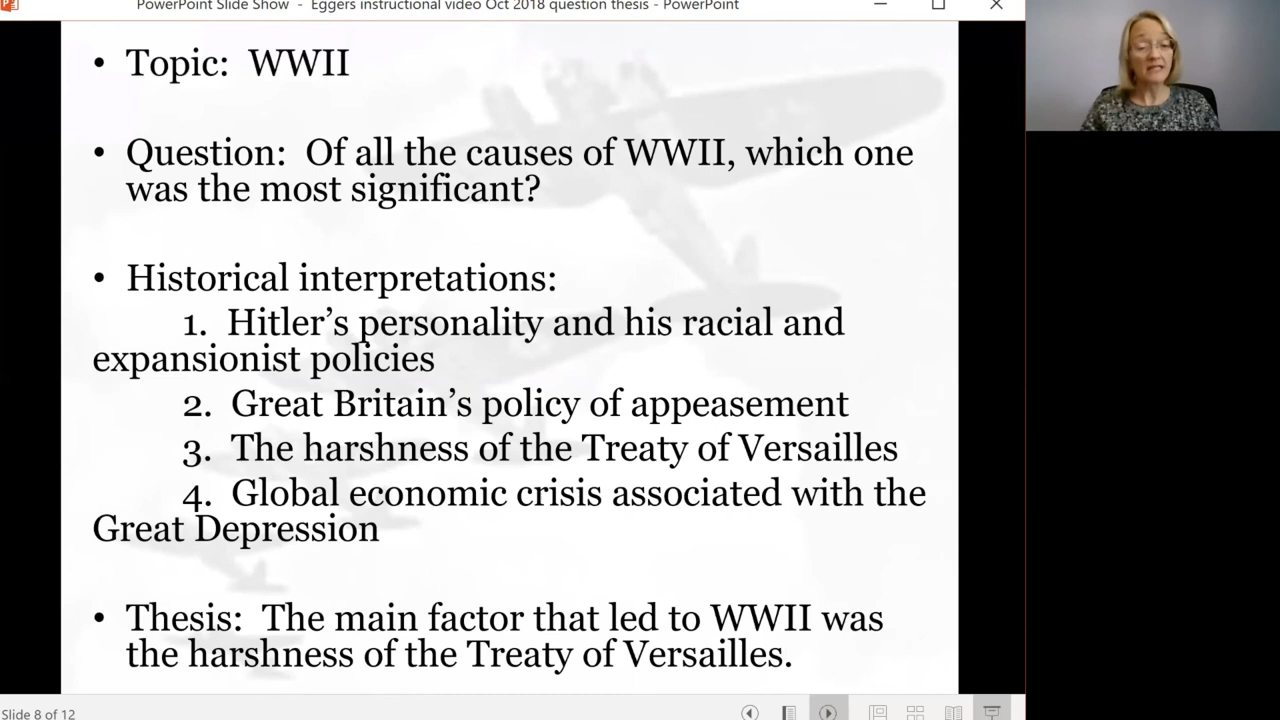 PowerPoint Slide Show - Eggers instructional video Oct 2018 question thesis - PowerPoint
• Topic: WWII
• Question: Of all the causes of WWII, which one
was the most significant?
• Historical interpretations:
1. Hitler’s personality and his racial and
expansionist policies
2. Great Britain’s policy of appeasement
3. The harshness of the Treaty of Versailles
4. Global economic crisis associated with the
Great Depression
• Thesis: The main factor that led to WWII was
the harshness of the Treaty of Versailles.
Slide 8 of 12